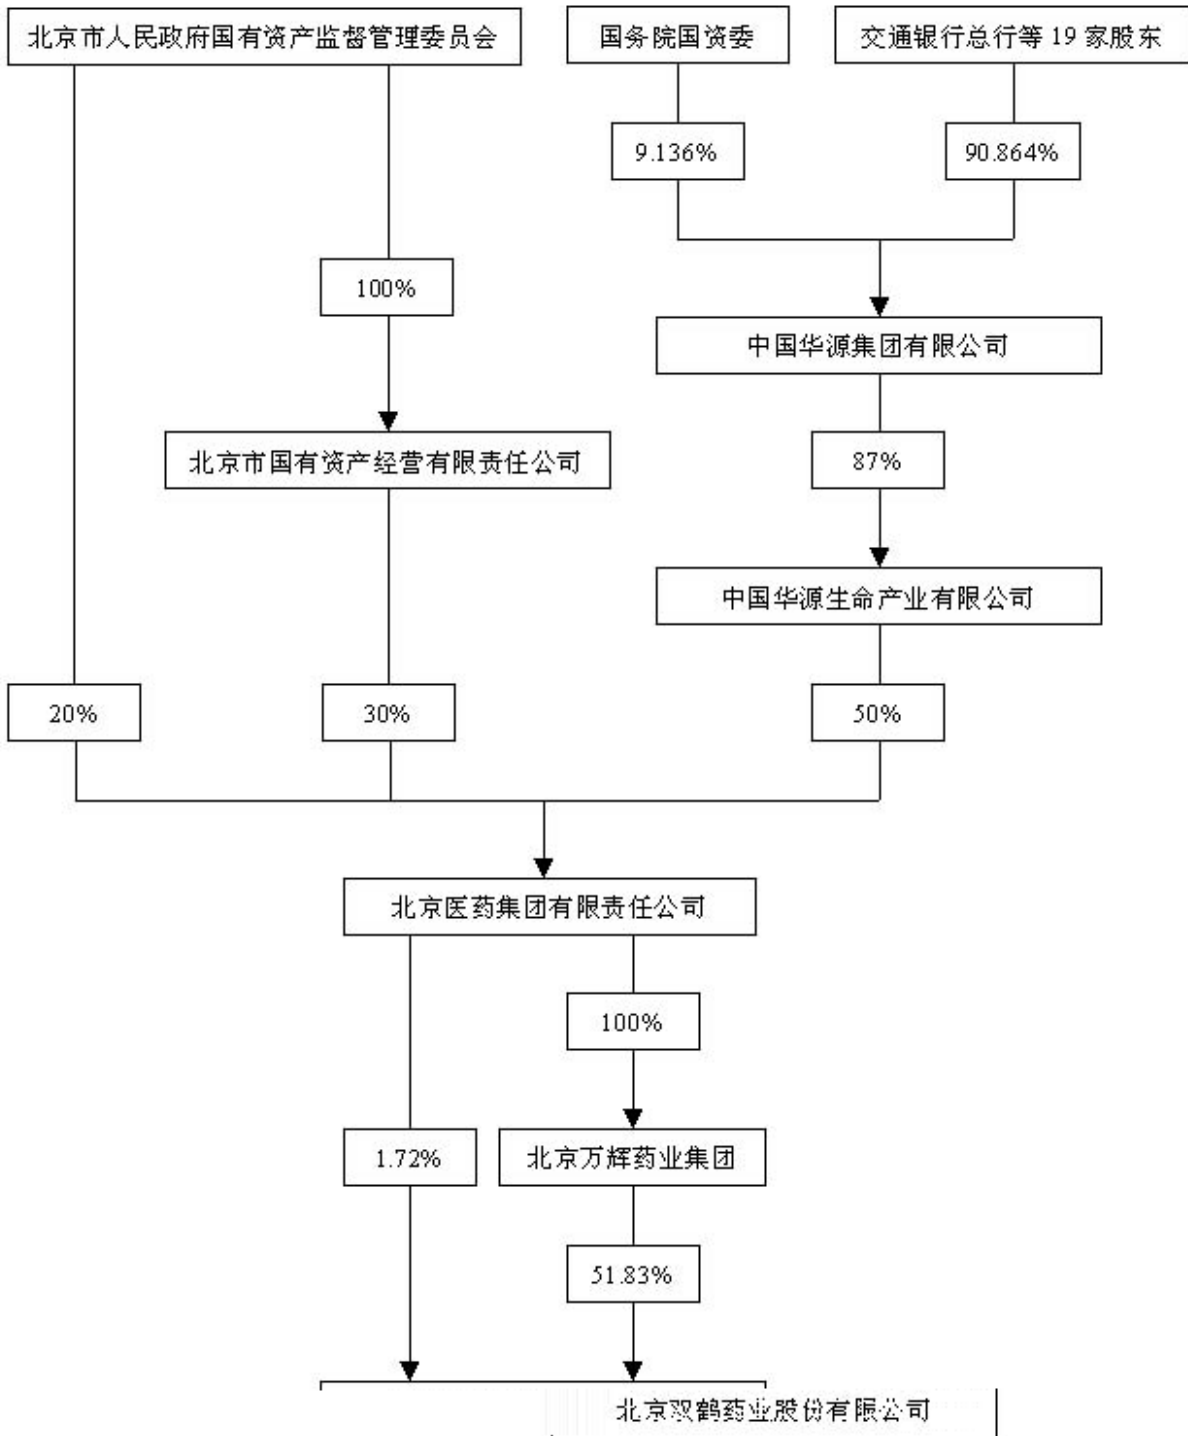 北京市人民政府国有资产监督管理委员会
国务院国资委
交通银行总行等 19 家股东
9.136%
90.864%
100%
中国华源集团有限公司
北京市国有资产经营有限责任公司
87%
中国华源生命产业有限公司
20%
30%
50%
北京医药集团有限责任公司
100%
1.72%
北京万辉药业集团
51.83%
北京双鹤药业股份有限公司